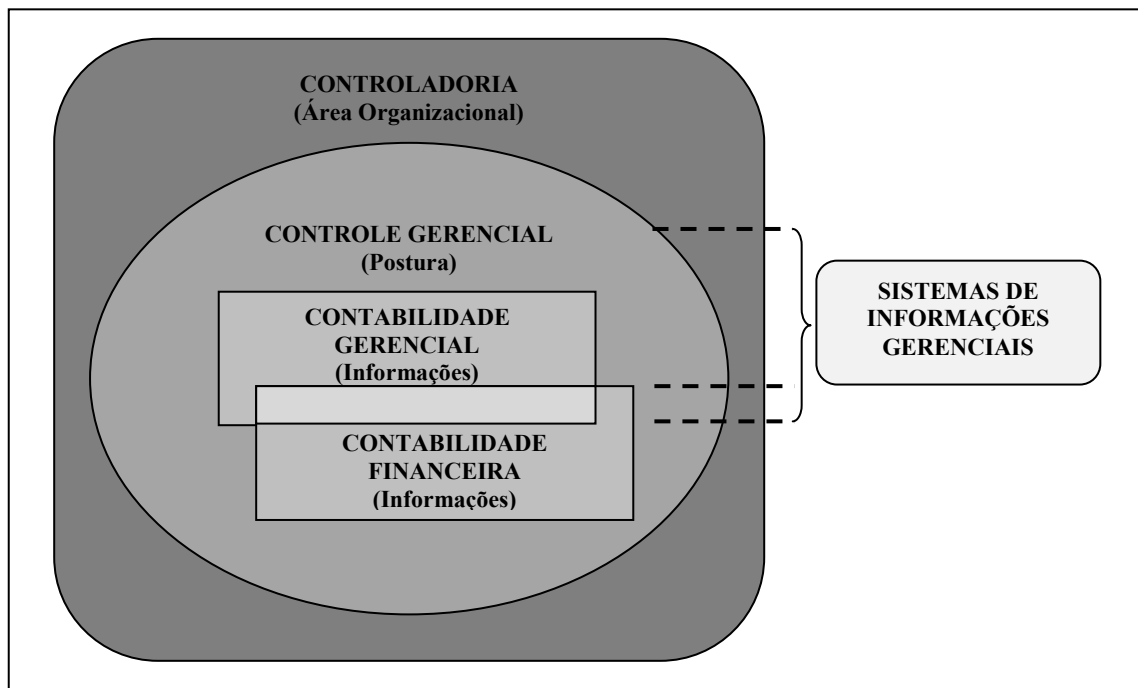 CONTROLADORIA
(Área Organizacional)
CONTROLE GERENCIAL
(Postura)
CONTABILIDADE
GERENCIAL
(Informações)
CONTABILIDADE
FINANCEIRA
(Informações)
SISTEMAS DE
INFORMAÇÕES
GERENCIAIS